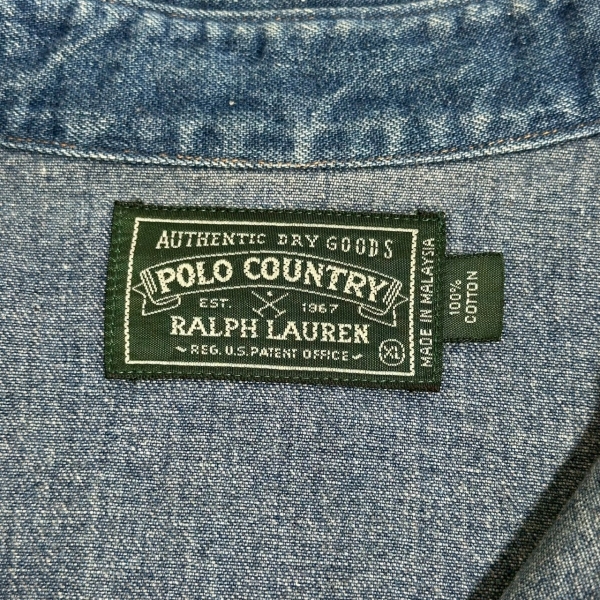 AUTHENTIC DRY GOODS
POLO COUNTRY
EST. 1967
RALPH LAUREN
~REG. U.S. PATENT OFFICE~
XL
MADE IN MALAYSIA
100%
COTTON